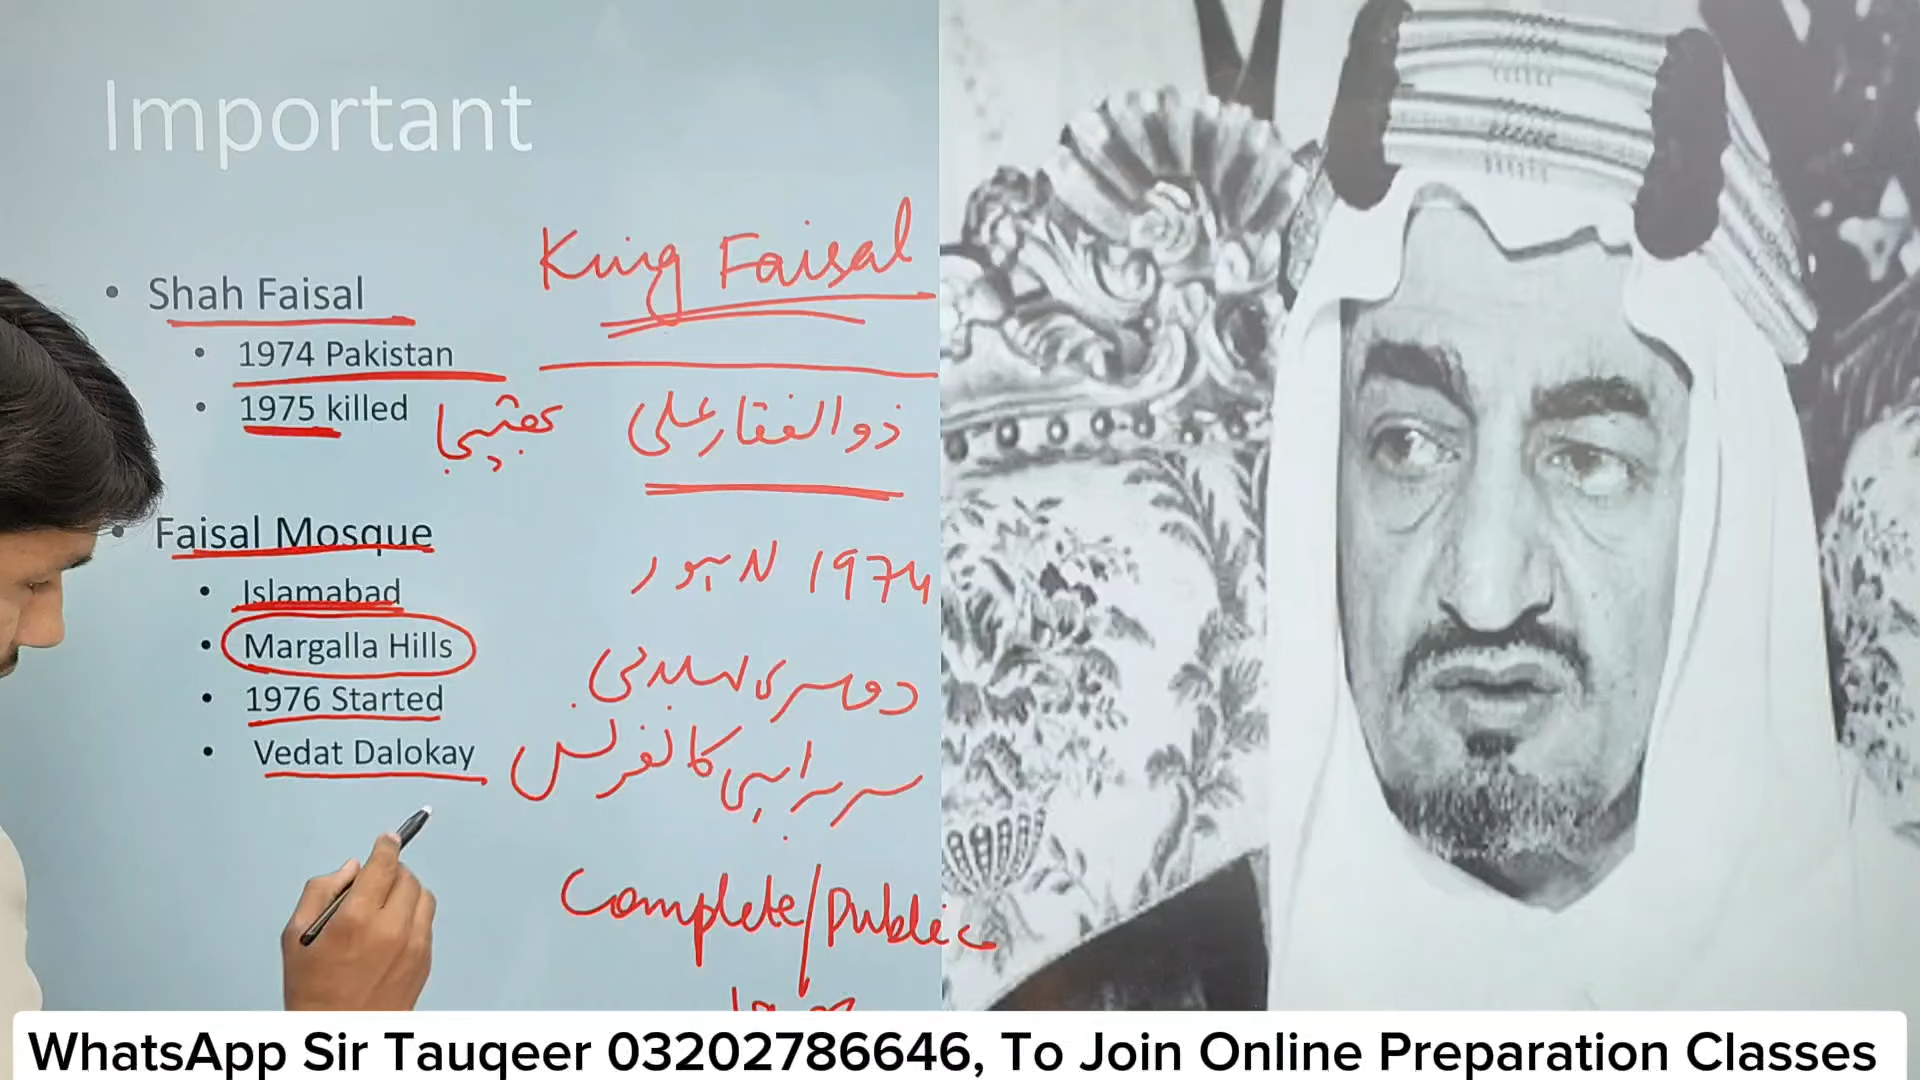 Important
King Faisal
Shah Faisal
1974 Pakistan
1975 killed
بھتیجا
ذوالفقار علی
Faisal Mosque
Islamabad
1974 لاہور
Margalla Hills
دوسری اسلامی
1976 Started
Vedat Dalokay
سربراہی کانفرنس
Complete/Public
WhatsApp Sir Tauqeer 03202786646, To Join Online Preparation Classes